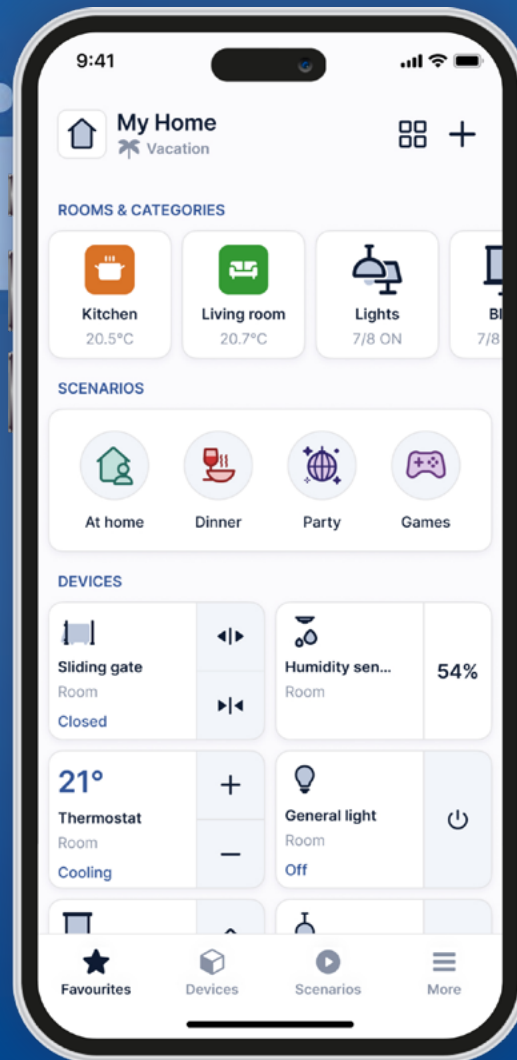 9:41
My Home
Vacation
ROOMS & CATEGORIES
Kitchen
20.5°C
Living room
20.7°C
Lights
7/8 ON
Bl
7/8
SCENARIOS
At home
Dinner
Party
Games
DEVICES
Sliding gate
Room
Closed
Humidity sen...
Room
54%
21°
Thermostat
Room
Cooling
General light
Room
Off
Favourites
Devices
Scenarios
More